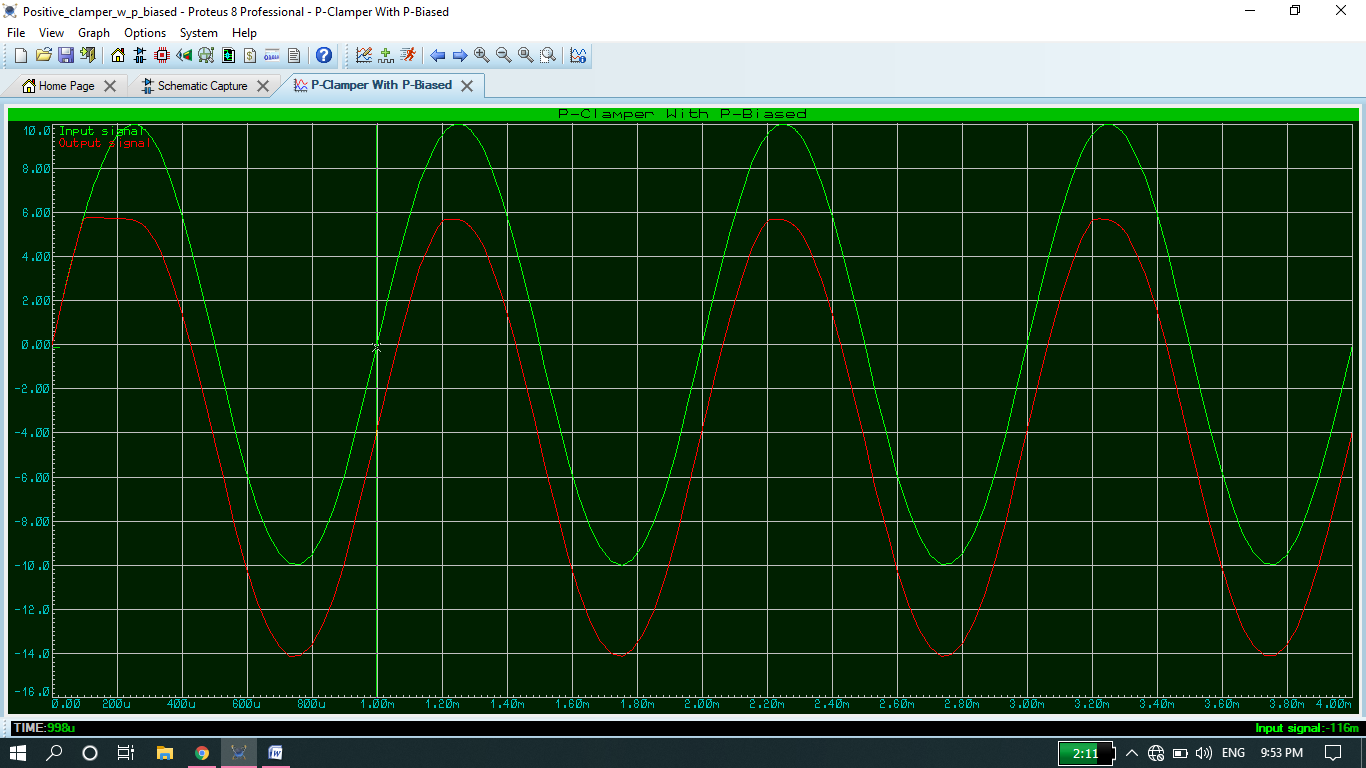 Positive_clamper_w_p_biased - Proteus 8 Professional - P-Clamper With P-Biased
File View Graph Options System Help
Home Page Schematic Capture P-Clamper With P-Biased
P-Clamper With P-Biased
Input signal
Output signal
10.0
8.00
6.00
4.00
2.00
0.00
-2.00
-4.00
-6.00
-8.00
-10.0
-12.0
-14.0
-16.0
0.00 200u 400u 600u 800u 1.00m 1.20m 1.40m 1.60m 1.80m 2.00m 2.20m 2.40m 2.60m 2.80m 3.00m 3.20m 3.40m 3.60m 3.80m 4.00m
TIME:998u Input signal:-116m
2:11 ENG 9:53 PM